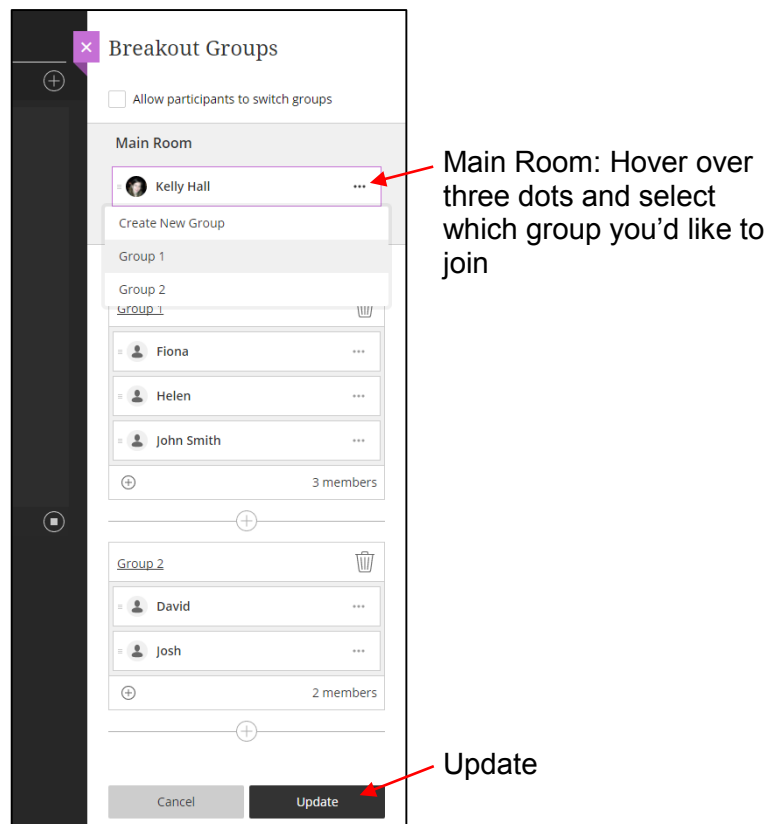 Breakout Groups
Allow participants to switch groups
Main Room
Kelly Hall
Main Room: Hover over
three dots and select
which group you'd like to
join
Create New Group
Group 1
Group 2
Group 1
Fiona
Helen
John Smith
3 members
Group 2
David
Josh
2 members
Update
Cancel
Update